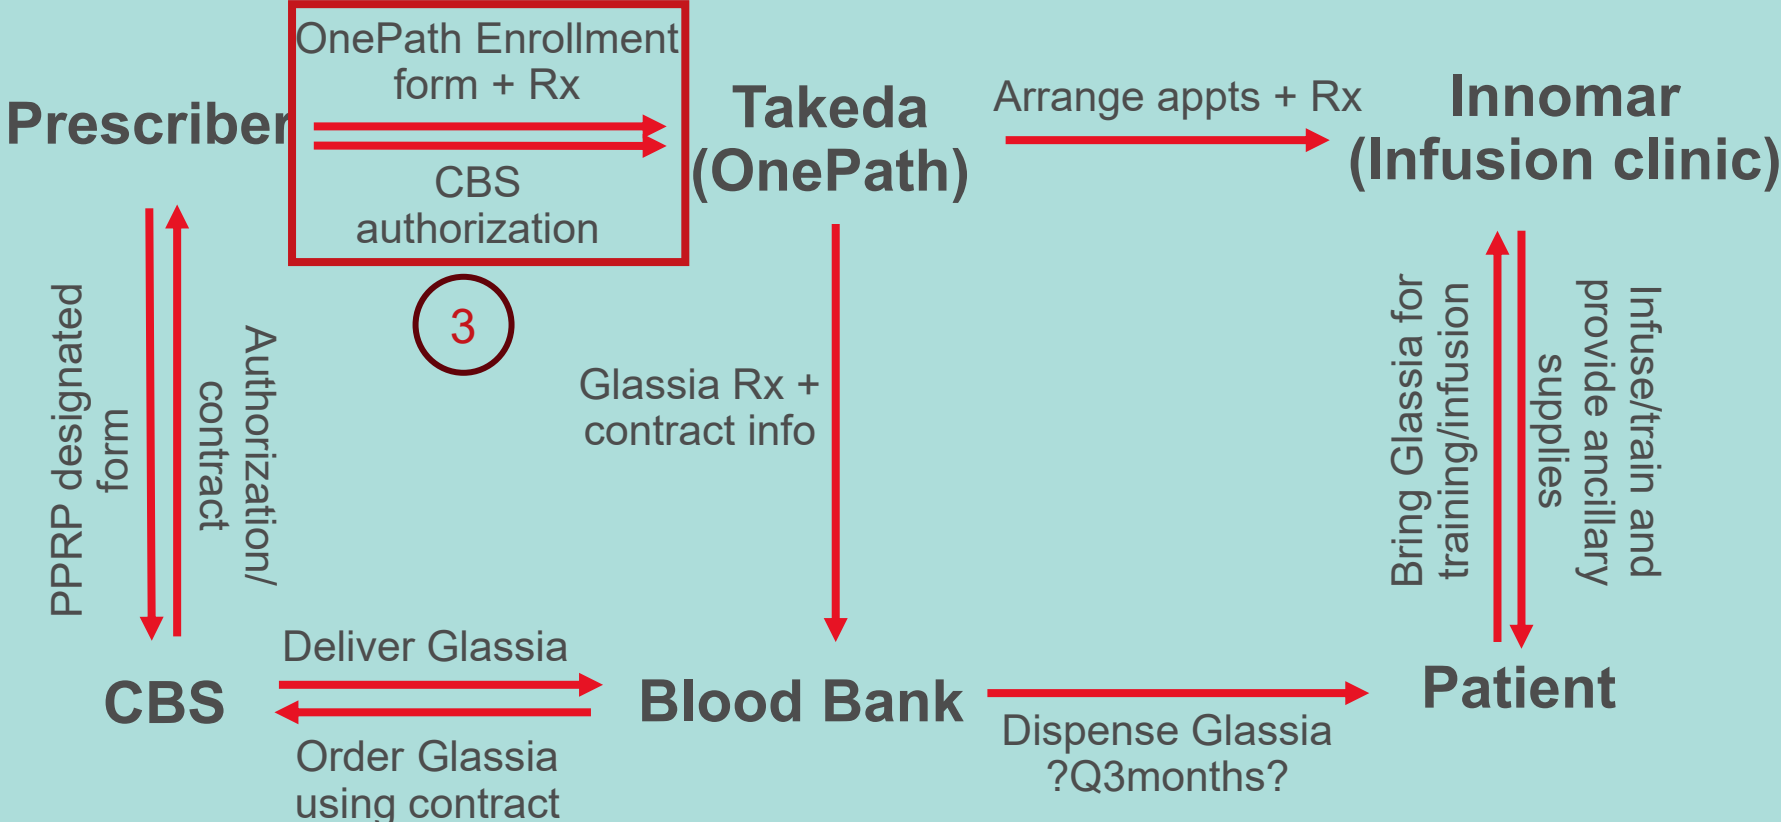 OnePath Enrollment
form + Rx
Prescriber
CBS
authorization
3
Takeda
(OnePath)
Arrange appts + Rx
Innomar
(Infusion clinic)
PPRP designated
form
Authorization/
contract
Glassia Rx +
contract info
Bring Glassia for
training/infusion
Infuse/train and
provide ancillary
supplies
CBS
Deliver Glassia
Order Glassia
using contract
Blood Bank
Dispense Glassia
?Q3months?
Patient